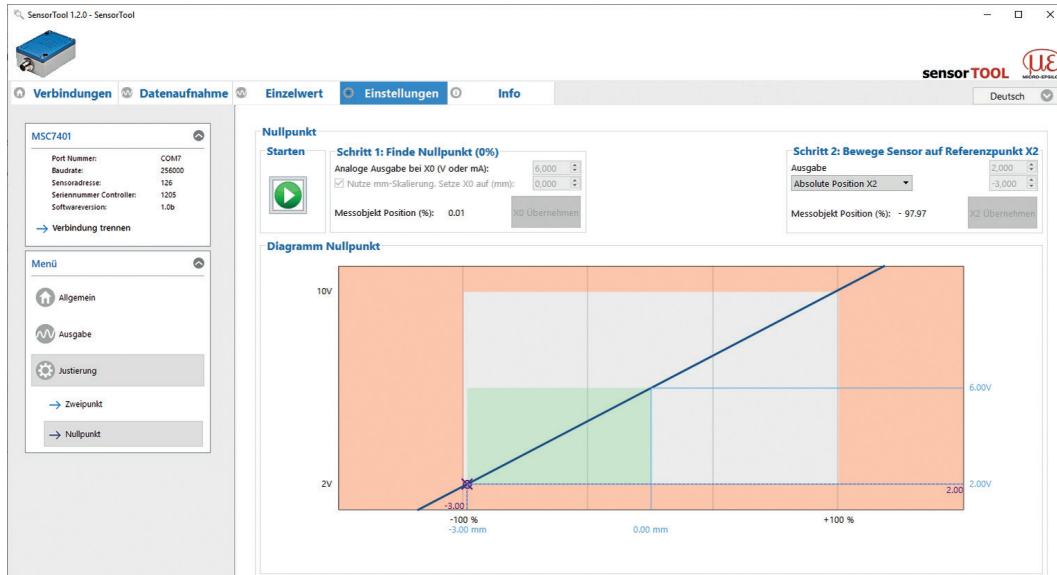 SensorTool 1.2.0 - SensorTool
sensorTOOL
με
MICRO-EPSILON
Verbindungen Datenaufnahme Einzelwert Einstellungen Info
Deutsch
MSC7401
Port Nummer: COM7
Baudrate: 256000
Sensoradresse: 126
Seriennummer Controller: 1205
Softwareversion: 1.0b
Verbindung trennen
Menü
Allgemein
Ausgabe
Justierung
Zweipunkt
Nullpunkt
Nullpunkt
Starten
Schritt 1: Finde Nullpunkt (0%)
Analoge Ausgabe bei X0 (V oder mA): 6,000
Nutze mm-Skalierung. Setze X0 auf (mm): 0,000
Messobjekt Position (%): 0.01
X0 Übernehmen
Schritt 2: Bewege Sensor auf Referenzpunkt X2
Ausgabe 2,000
Absolute Position X2 -3,000
Messobjekt Position (%): - 97.97
X2 Übernehmen
Diagramm Nullpunkt
10V
6.00V
2V
2.00
2.00V
-3.00
-100 % +100 %
-3.00 mm 0.00 mm